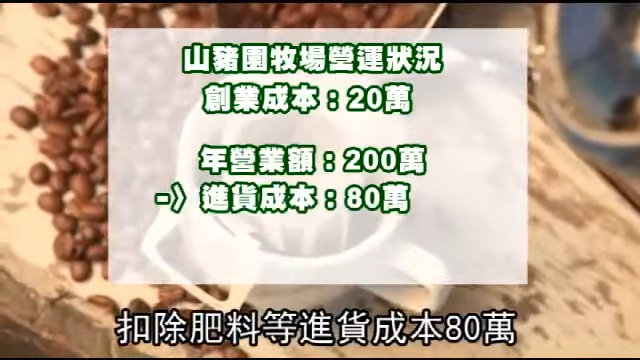 山豬園牧場營運狀況
創業成本：20萬
年營業額：200萬
-〉進貨成本：80萬
扣除肥料等進貨成本80萬